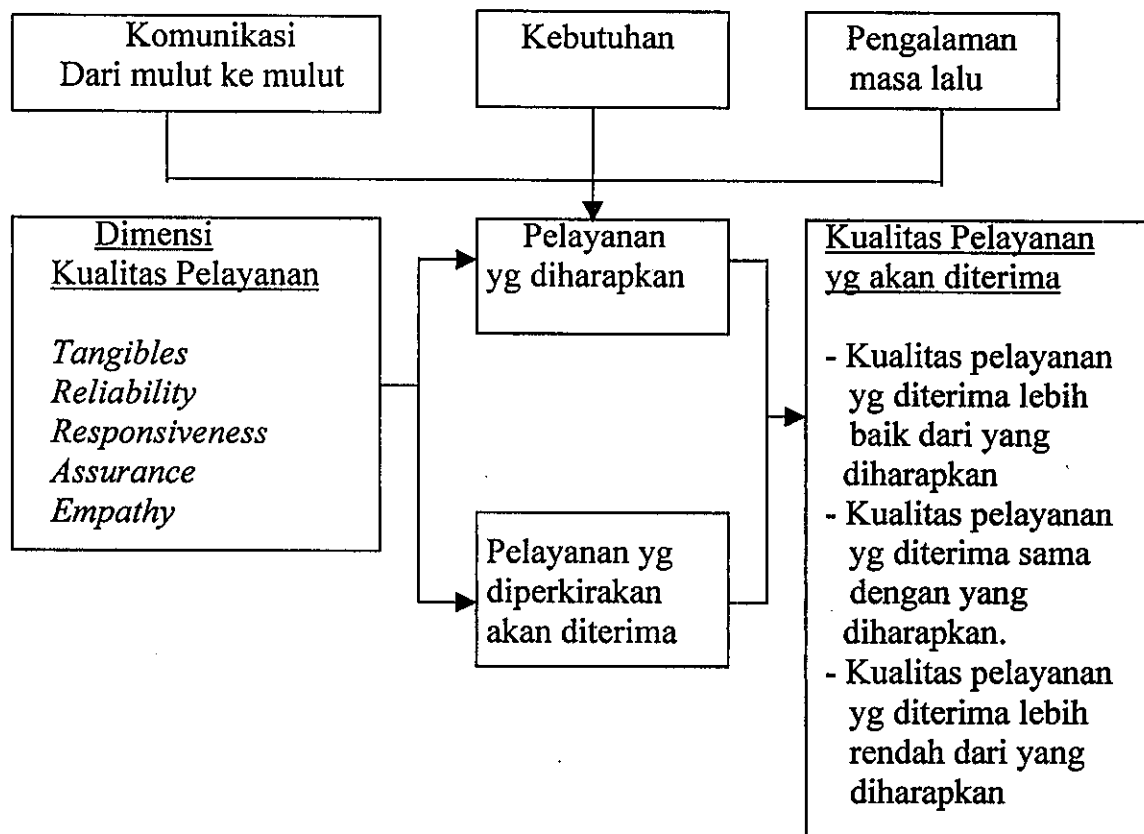 Komunikasi
Dari mulut ke mulut
Kebutuhan
Pengalaman
masa lalu
Dimensi
Kualitas Pelayanan
Tangibles
Reliability
Responsiveness
Assurance
Empathy
Pelayanan
yg diharapkan
Pelayanan yg
diperkirakan
akan diterima
Kualitas Pelayanan
yg akan diterima
- Kualitas pelayanan
yg diterima lebih
baik dari yang
diharapkan
- Kualitas pelayanan
yg diterima sama
dengan yang
diharapkan.
- Kualitas pelayanan
yg diterima lebih
rendah dari yang
diharapkan